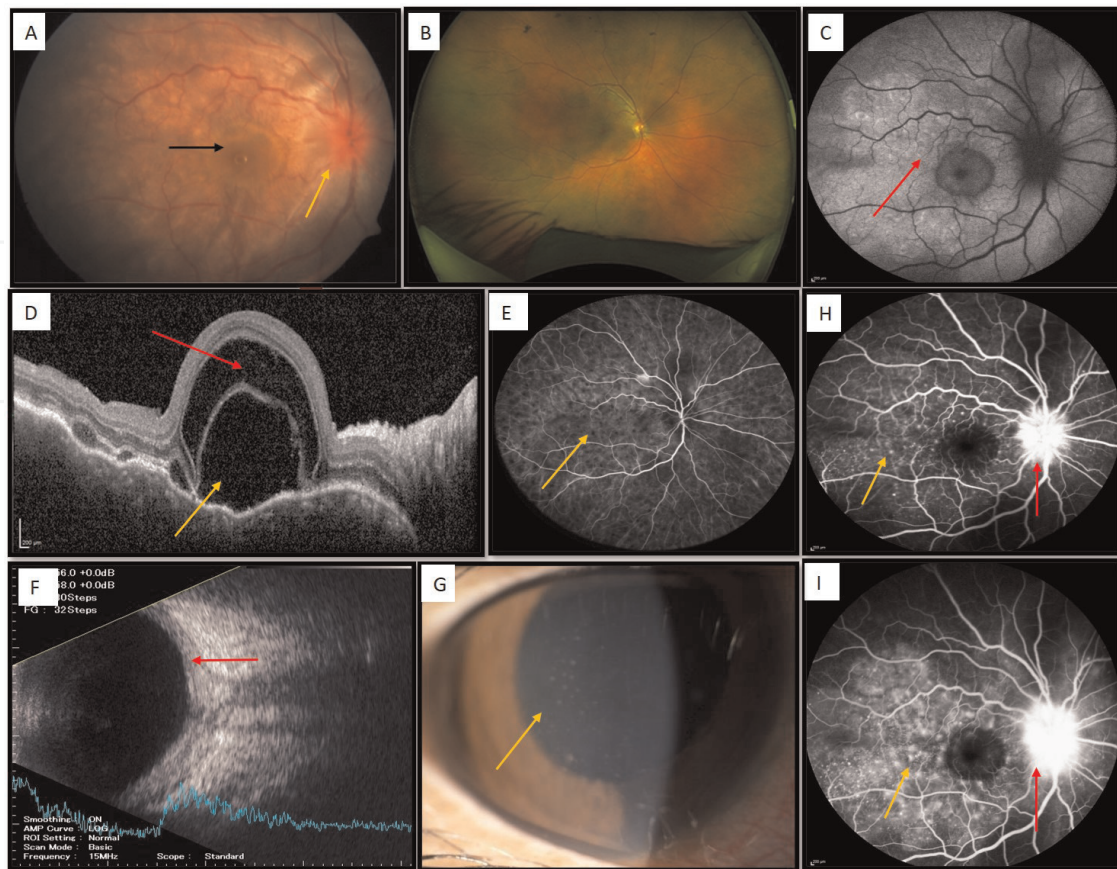 A
B
C
D
200 µm
E
H
F
56.0 +0.0dB
58.0 +0.0dB
30Steps
FG : 32Steps
Smoothing : ON
AMP Curve : LOG
ROI Setting : Normal
Scan Mode : Basic
Frequency : 15MHz Scope : Standard
G
I